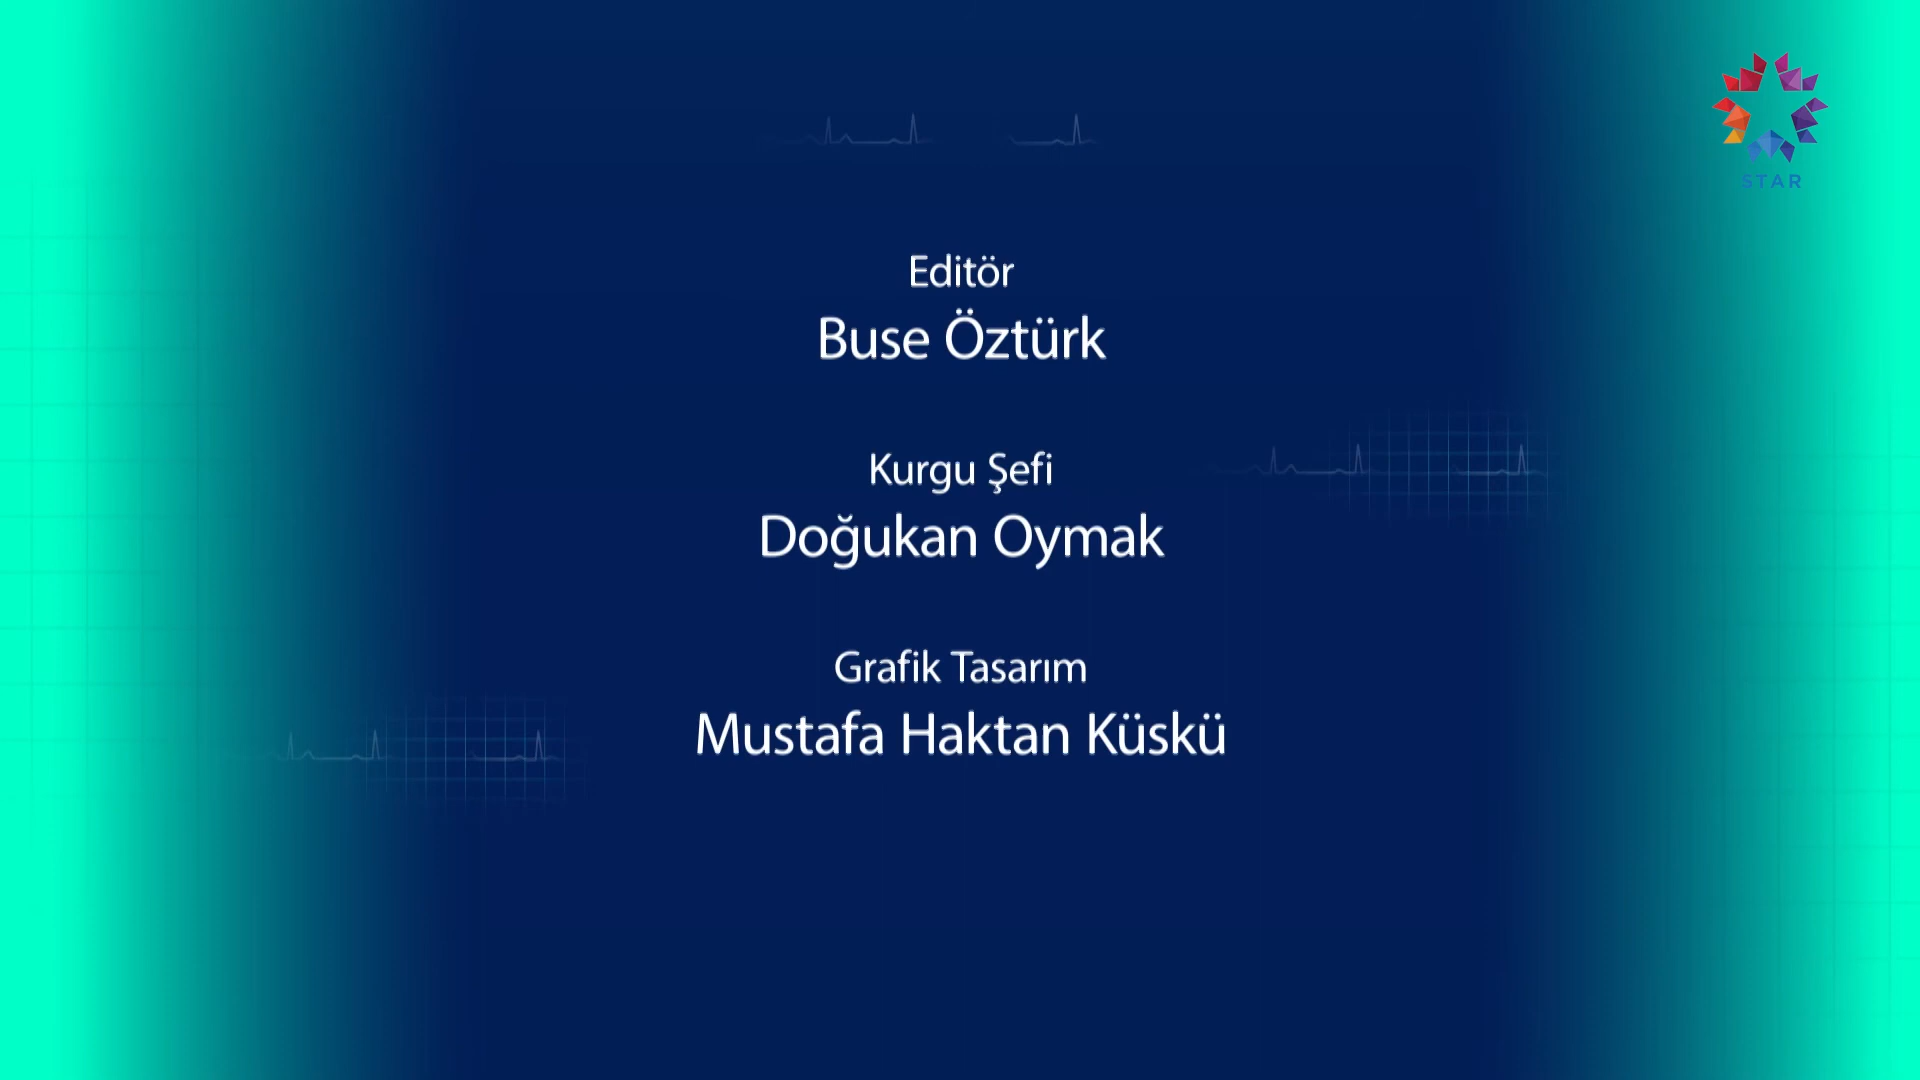 STAR
Editör
Buse Öztürk
Kurgu Şefi
Doğukan Oymak
Grafik Tasarım
Mustafa Haktan Küskü